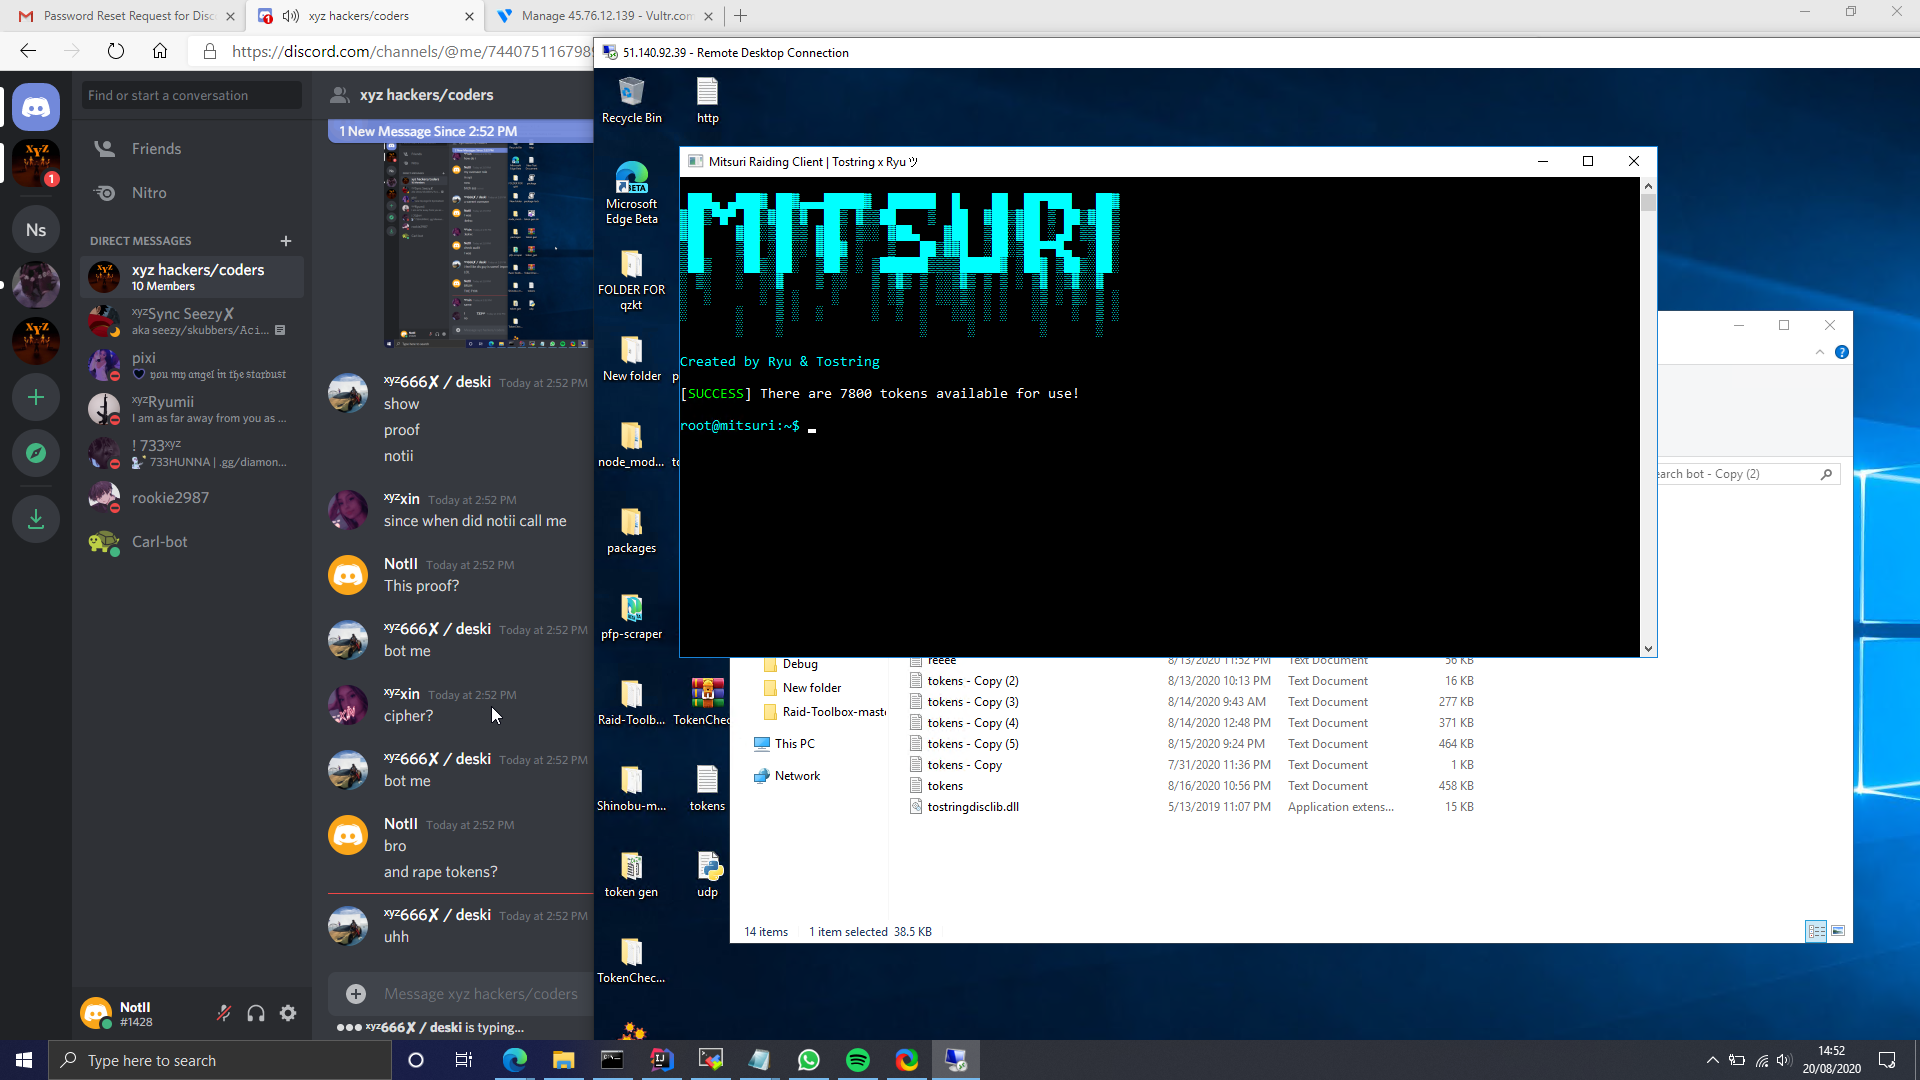 Password Reset Request for Disc
xyz hackers/coders
Manage 45.76.12.139 - Vultr.com
https://discord.com/channels/@me/7440751167989
51.140.92.39 - Remote Desktop Connection
Find or start a conversation
xyz hackers/coders
1 New Message Since 2:52 PM
Friends
Nitro
DIRECT MESSAGES
xyz hackers/coders
10 Members
xyzSync Seezy✗
aka seezy/skubbers/Aci...
pixi
you my angel in the starbust
xyzRyumii
I am as far away from you as ...
! 733xyz
733HUNNA | .gg/diamon...
rookie2987
Carl-bot
Ns
XYZ
1
XYZ
xyz666✗ / deski Today at 2:52 PM
show
proof
notii
xyzxin Today at 2:52 PM
since when did notii call me
NotII Today at 2:52 PM
This proof?
xyz666✗ / deski Today at 2:52 PM
bot me
xyzxin Today at 2:52 PM
cipher?
xyz666✗ / deski Today at 2:52 PM
bot me
NotII Today at 2:52 PM
bro
and rape tokens?
xyz666✗ / deski Today at 2:52 PM
uhh
Message xyz hackers/coders
xyz666✗ / deski is typing...
NotII
#1428
Recycle Bin
http
Microsoft Edge Beta
FOLDER FOR qzkt
New folder
node_mod...
packages
pfp-scraper
Raid-Toolb...
TokenChec
Shinobu-m...
tokens
token gen
udp
TokenChec...
Mitsuri Raiding Client | Tostring x Ryu ツ
MITSURI
Created by Ryu & Tostring
[SUCCESS] There are 7800 tokens available for use!
root@mitsuri:~$
earch bot - Copy (2)
Debug
New folder
Raid-Toolbox-maste
This PC
Network
reeee 8/13/2020 11:52 PM Text Document 56 KB
tokens - Copy (2) 8/13/2020 10:13 PM Text Document 16 KB
tokens - Copy (3) 8/14/2020 9:43 AM Text Document 277 KB
tokens - Copy (4) 8/14/2020 12:48 PM Text Document 371 KB
tokens - Copy (5) 8/15/2020 9:24 PM Text Document 464 KB
tokens - Copy 7/31/2020 11:36 PM Text Document 1 KB
tokens 8/16/2020 10:56 PM Text Document 458 KB
tostringdisclib.dll 5/13/2019 11:07 PM Application extens... 15 KB
14 items 1 item selected 38.5 KB
Type here to search
14:52
20/08/2020